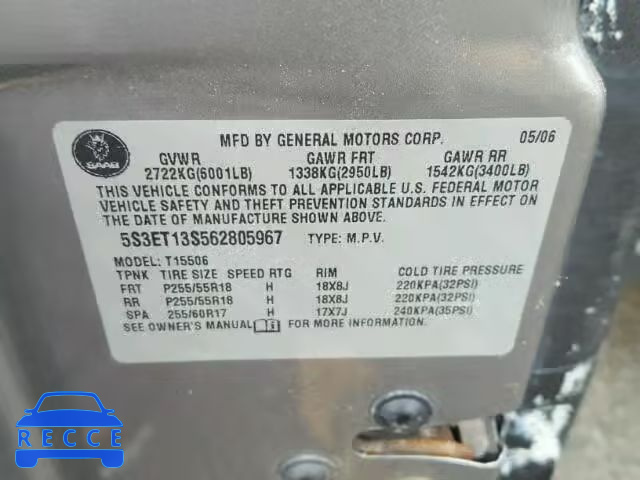 SAAB
MFD BY GENERAL MOTORS CORP. 05/06
GVWR GAWR FRT GAWR RR
2722KG(6001LB) 1338KG(2950LB) 1542KG(3400LB)
THIS VEHICLE CONFORMS TO ALL APPLICABLE U.S. FEDERAL MOTOR
VEHICLE SAFETY AND THEFT PREVENTION STANDARDS IN EFFECT ON
THE DATE OF MANUFACTURE SHOWN ABOVE.
5S3ET13S562805967 TYPE: M.P.V.
MODEL: T15506
TPNK TIRE SIZE SPEED RTG RIM COLD TIRE PRESSURE
FRT P255/55R18 H 18X8J 220KPA(32PSI)
RR P255/55R18 H 18X8J 220KPA(32PSI)
SPA 255/60R17 H 17X7J 240KPA(35PSI)
SEE OWNER'S MANUAL FOR MORE INFORMATION.
RECCE